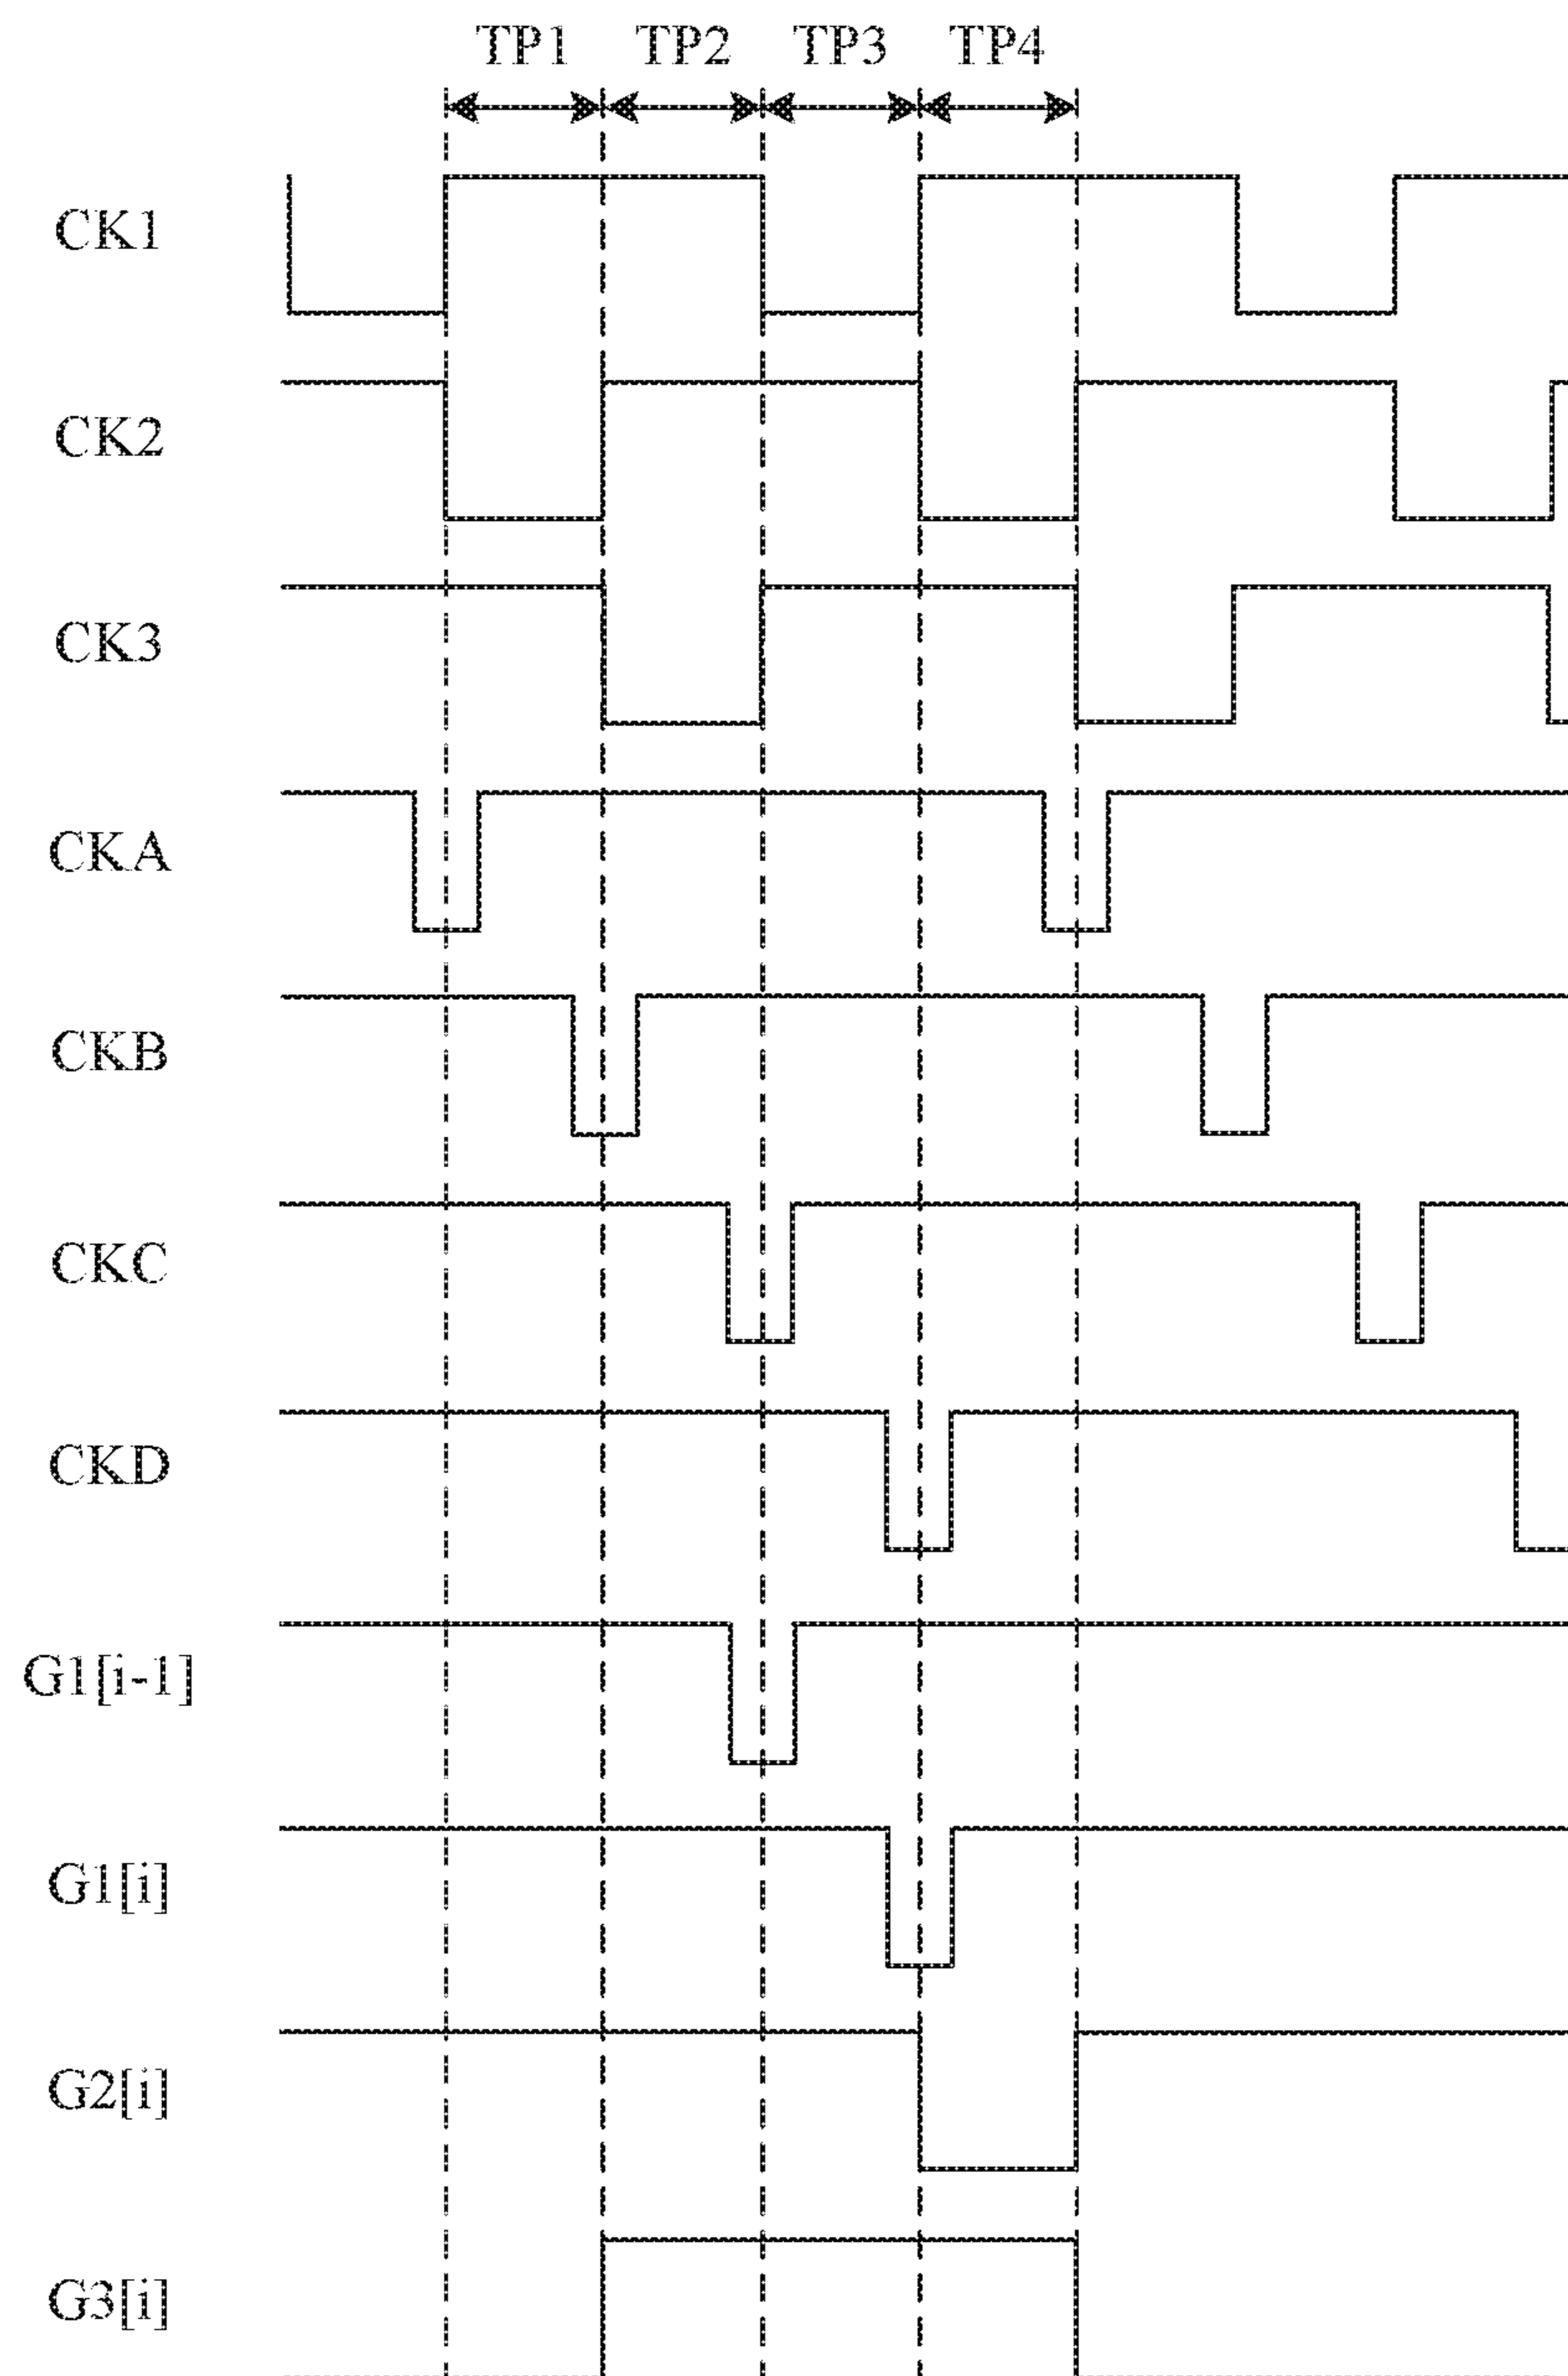 TP1 TP2 TP3 TP4
CK1
CK2
CK3
CKA
CKB
CKC
CKD
G1[i-1]
G1[i]
G2[i]
G3[i]